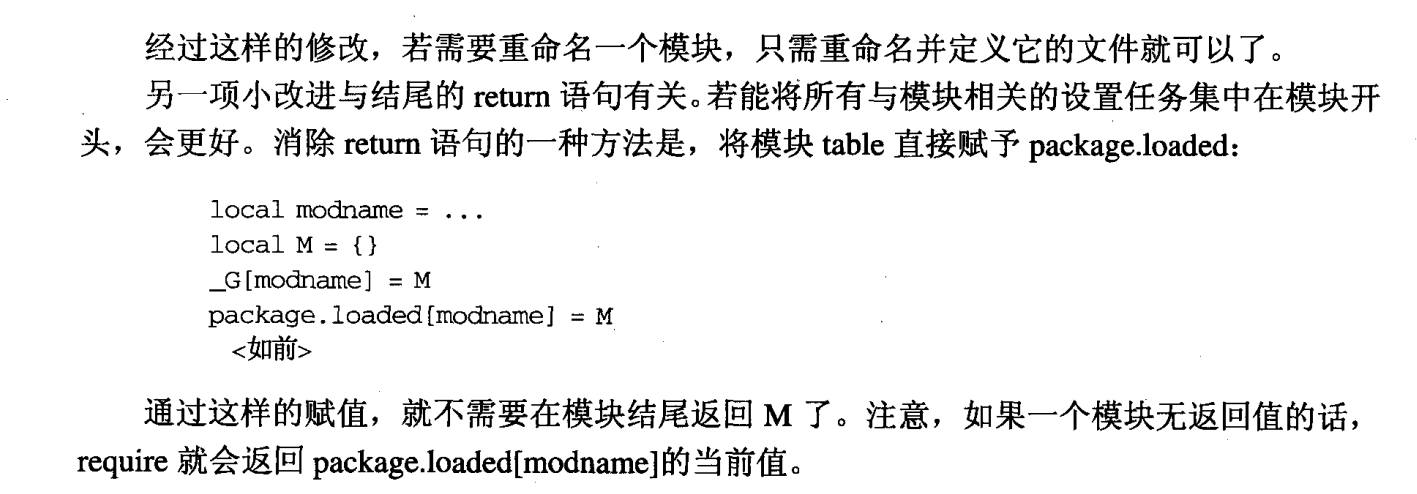 经过这样的修改，若需要重命名一个模块，只需重命名并定义它的文件就可以了。
另一项小改进与结尾的 return 语句有关。若能将所有与模块相关的设置任务集中在模块开
头，会更好。消除 return 语句的一种方法是，将模块 table 直接赋予 package.loaded：
local modname = ...
local M = {}
_G[modname] = M
package.loaded[modname] = M
<如前>
通过这样的赋值，就不需要在模块结尾返回 M 了。注意，如果一个模块无返回值的话，
require 就会返回 package.loaded[modname]的当前值。